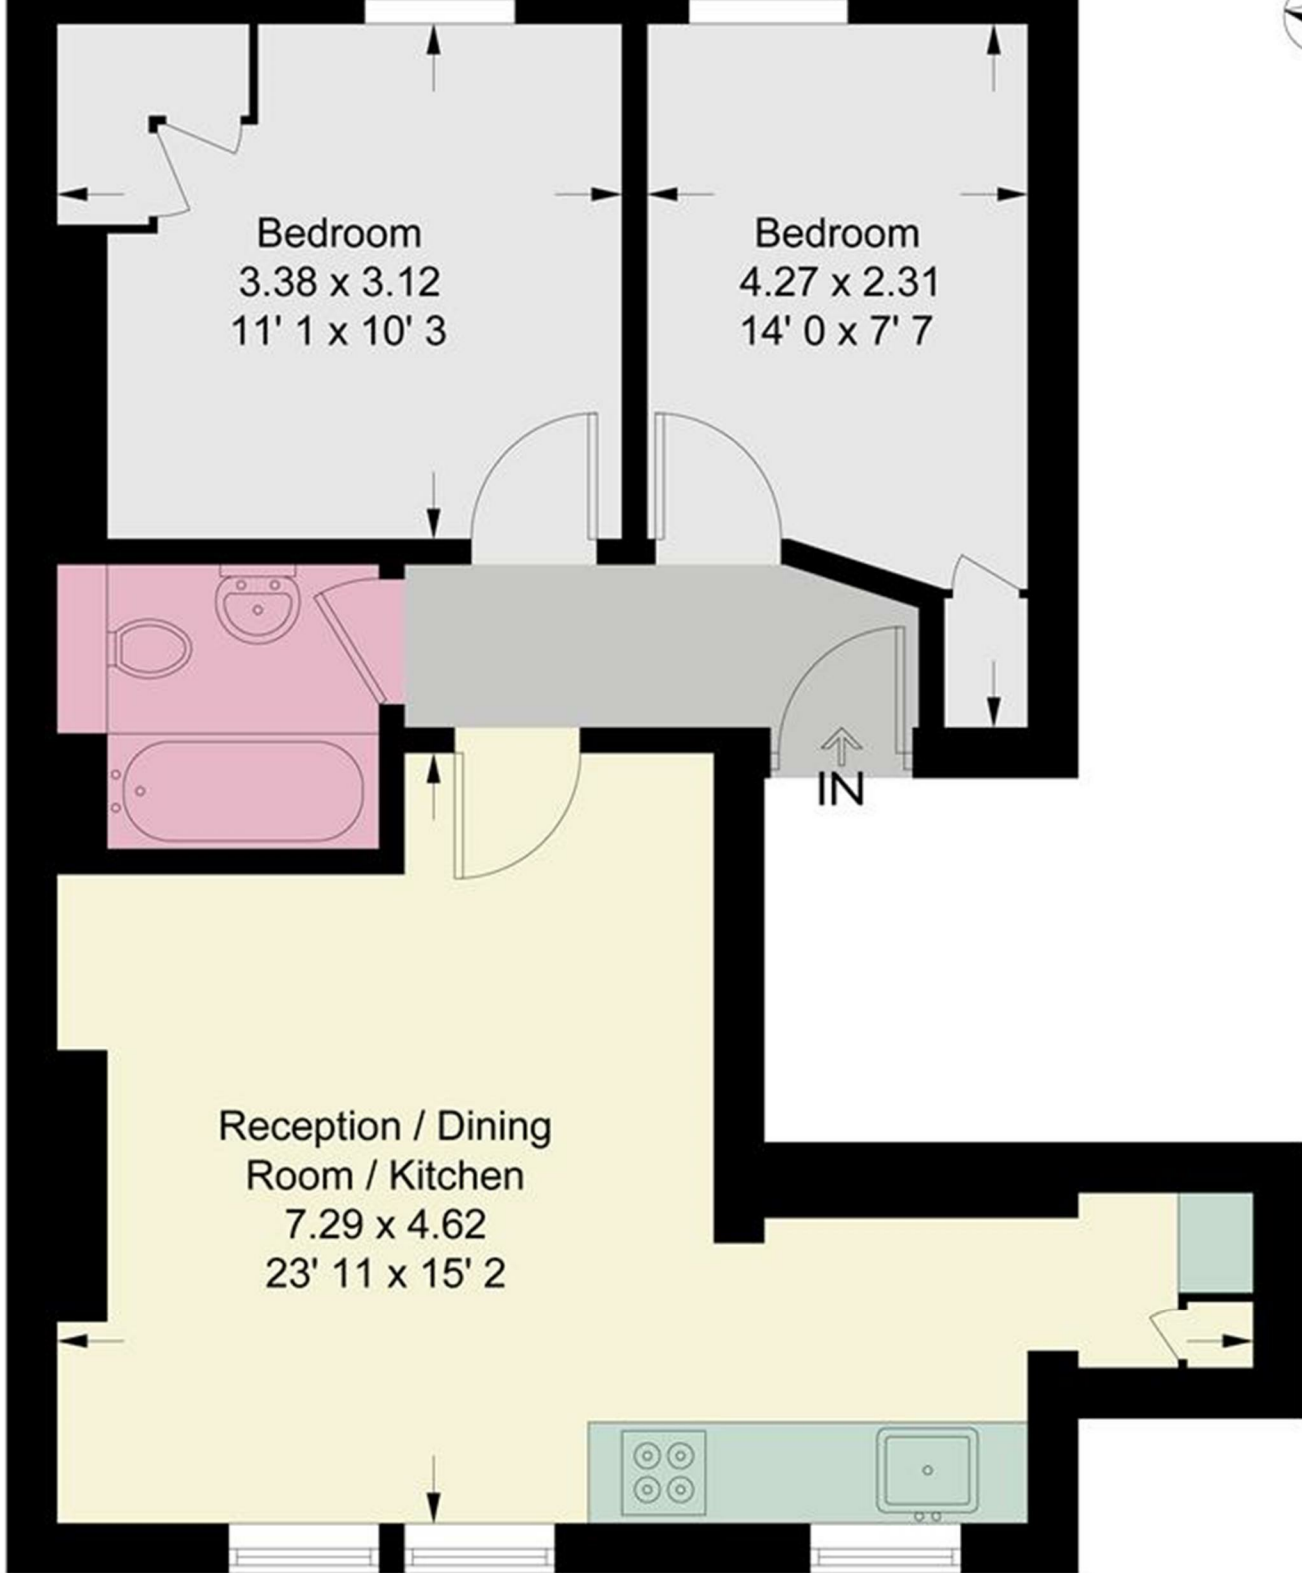 Bedroom
3.38 x 3.12
11' 1 x 10' 3
Bedroom
4.27 x 2.31
14' 0 x 7' 7
IN
Reception / Dining
Room / Kitchen
7.29 x 4.62
23' 11 x 15' 2